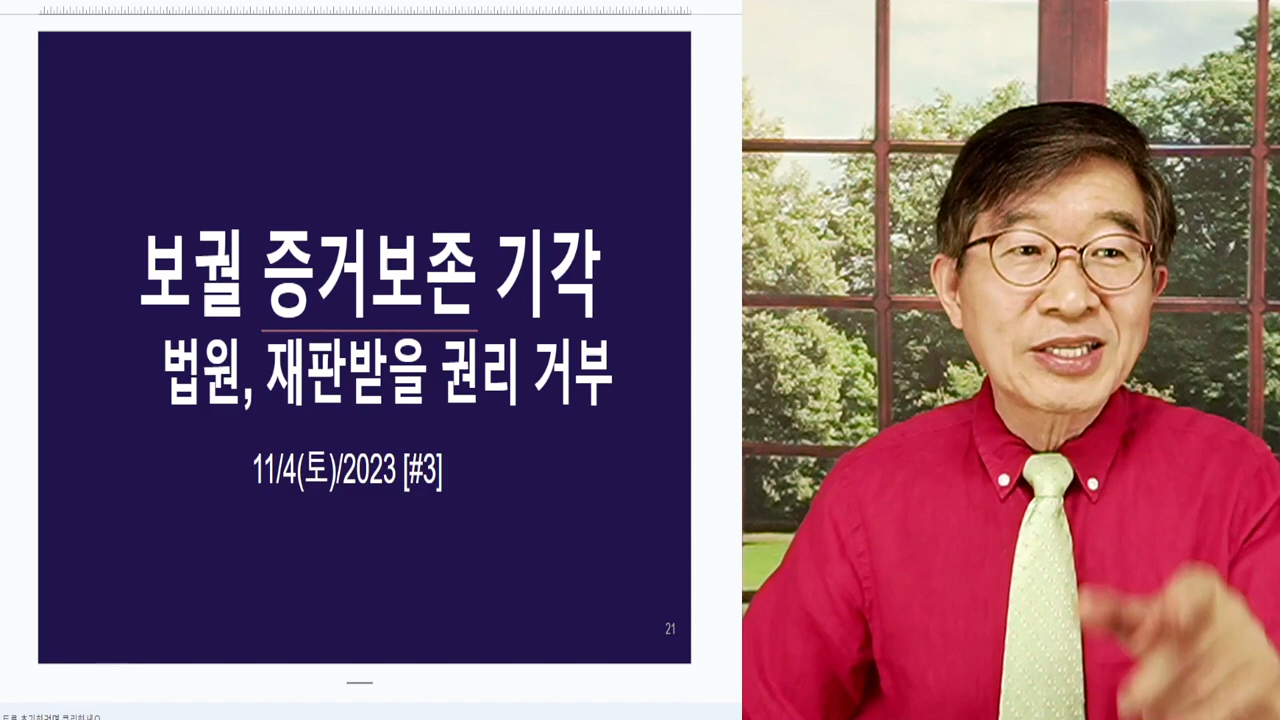 보궐 증거보존 기각
법원, 재판받을 권리 거부
11/4(토)/2023 [#3]
21